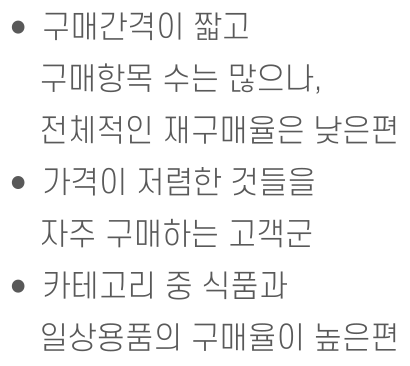 ● 구매간격이 짧고
구매항목 수는 많으나,
전체적인 재구매율은 낮은편
● 가격이 저렴한 것들을
자주 구매하는 고객군
● 카테고리 중 식품과
일상용품의 구매율이 높은편